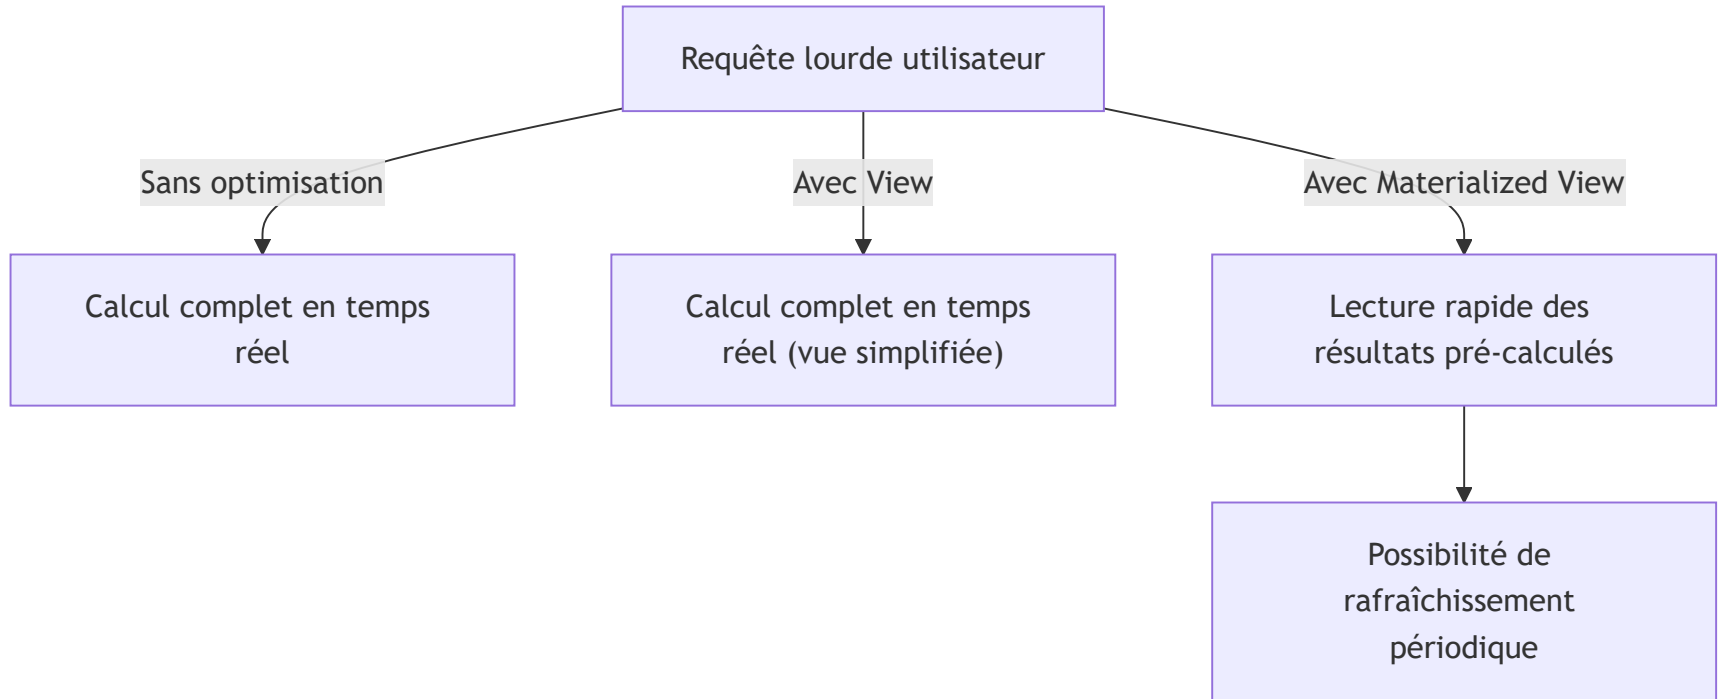 Requête lourde utilisateur
Sans optimisation
Avec View
Avec Materialized View
Calcul complet en temps
réel
Calcul complet en temps
réel (vue simplifiée)
Lecture rapide des
résultats pré-calculés
Possibilité de
rafraîchissement
périodique